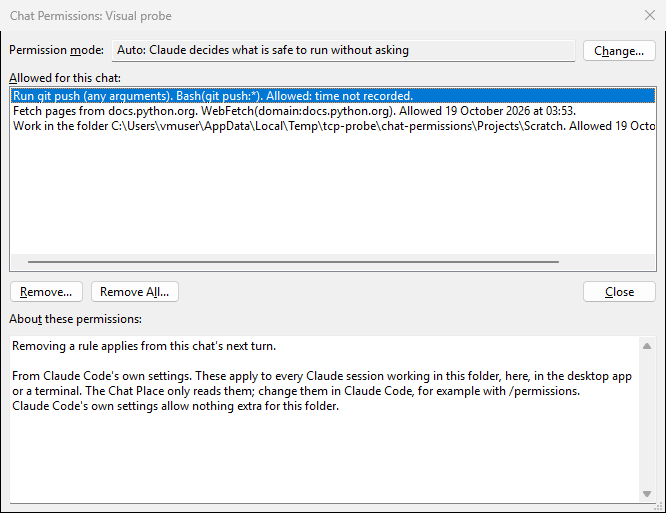 Chat Permissions: Visual probe
Permission mode: Auto: Claude decides what is safe to run without asking Change...
Allowed for this chat:
Run git push (any arguments). Bash(git push:*). Allowed: time not recorded.
Fetch pages from docs.python.org. WebFetch(domain:docs.python.org). Allowed 19 October 2026 at 03:53.
Work in the folder C:\Users\vmuser\AppData\Local\Temp\tcp-probe\chat-permissions\Projects\Scratch. Allowed 19 Octo
Remove... Remove All... Close
About these permissions:
Removing a rule applies from this chat's next turn.
From Claude Code's own settings. These apply to every Claude session working in this folder, here, in the desktop app
or a terminal. The Chat Place only reads them; change them in Claude Code, for example with /permissions.
Claude Code's own settings allow nothing extra for this folder.